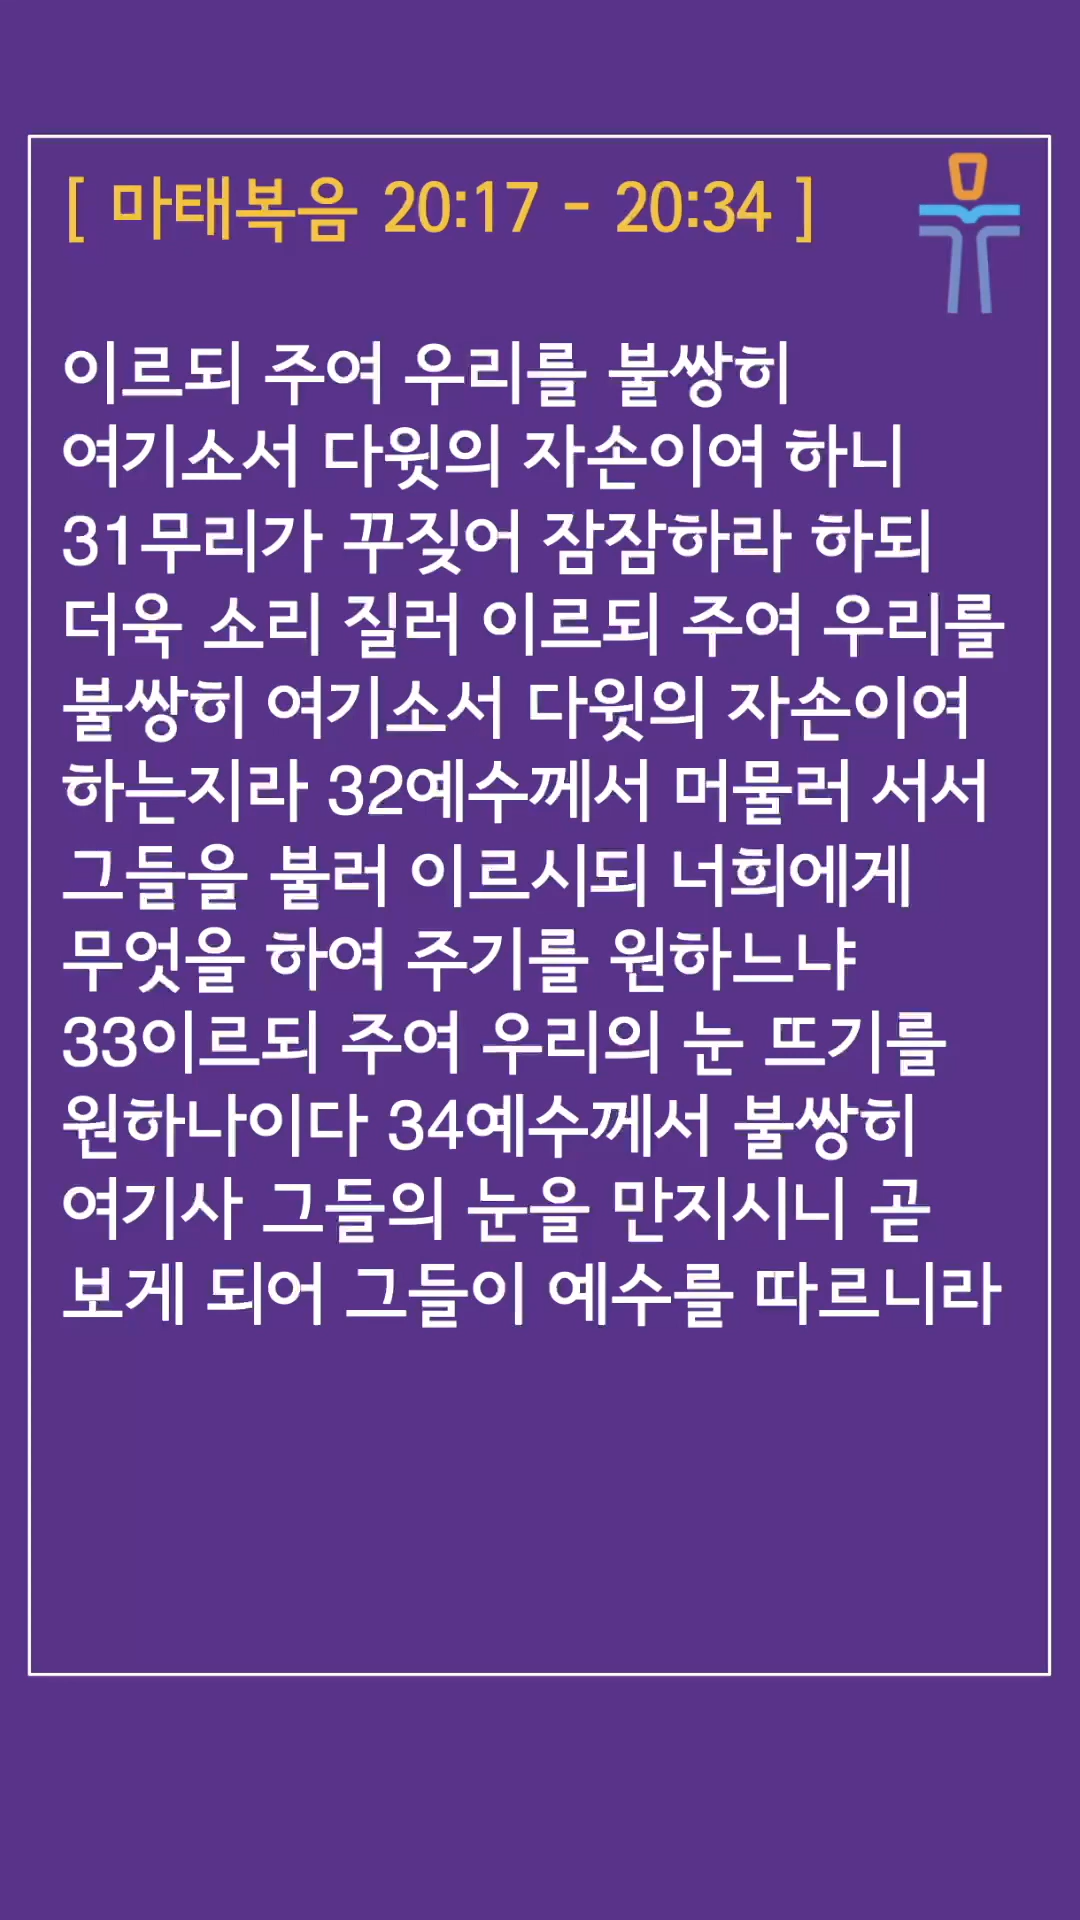 [ 마태복음 20:17 - 20:34 ]
이르되 주여 우리를 불쌍히
여기소서 다윗의 자손이여 하니
31무리가 꾸짖어 잠잠하라 하되
더욱 소리 질러 이르되 주여 우리를
불쌍히 여기소서 다윗의 자손이여
하는지라 32예수께서 머물러 서서
그들을 불러 이르시되 너희에게
무엇을 하여 주기를 원하느냐
33이르되 주여 우리의 눈 뜨기를
원하나이다 34예수께서 불쌍히
여기사 그들의 눈을 만지시니 곧
보게 되어 그들이 예수를 따르니라